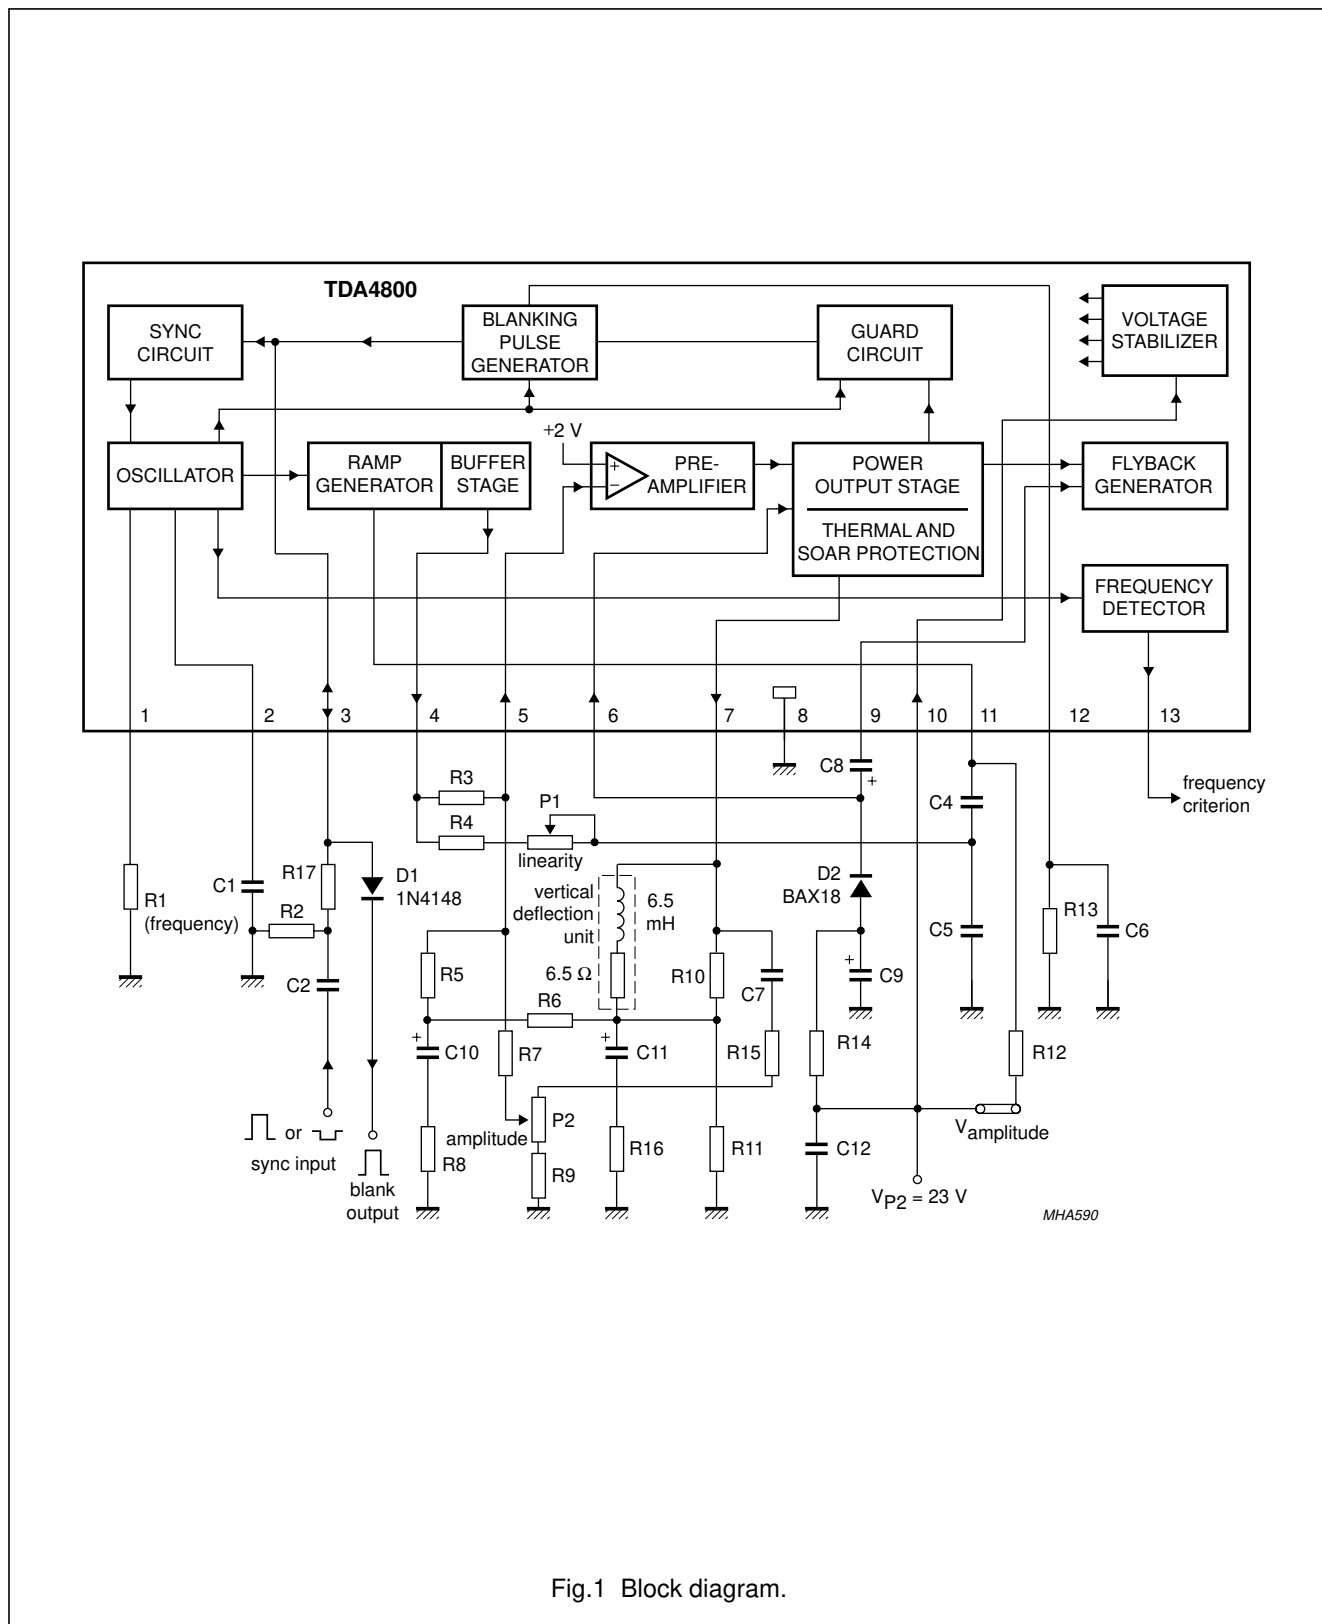 TDA4800
SYNC
CIRCUIT
BLANKING
PULSE
GENERATOR
GUARD
CIRCUIT
VOLTAGE
STABILIZER
+2 V
OSCILLATOR
RAMP
GENERATOR
BUFFER
STAGE
+
−
PRE-
AMPLIFIER
POWER
OUTPUT STAGE
THERMAL AND
SOAR PROTECTION
FLYBACK
GENERATOR
FREQUENCY
DETECTOR
1 2 3 4 5 6 7 8 9 10 11 12 13
R3
R4
P1
linearity
C8
+
C4
frequency
criterion
R1
(frequency)
C1
R2
R17
C2
D1
1N4148
vertical
deflection
unit
6.5
mH
6.5 Ω
D2
BAX18
C5
R13
C6
R5
R6
R10
C7
+
C9
+
C10
R7
+
C11
R15
R14
R12
or
sync input
blank
output
R8
amplitude
P2
R9
R16
R11
C12
Vamplitude
VP2 = 23 V
MHA590
Fig.1 Block diagram.